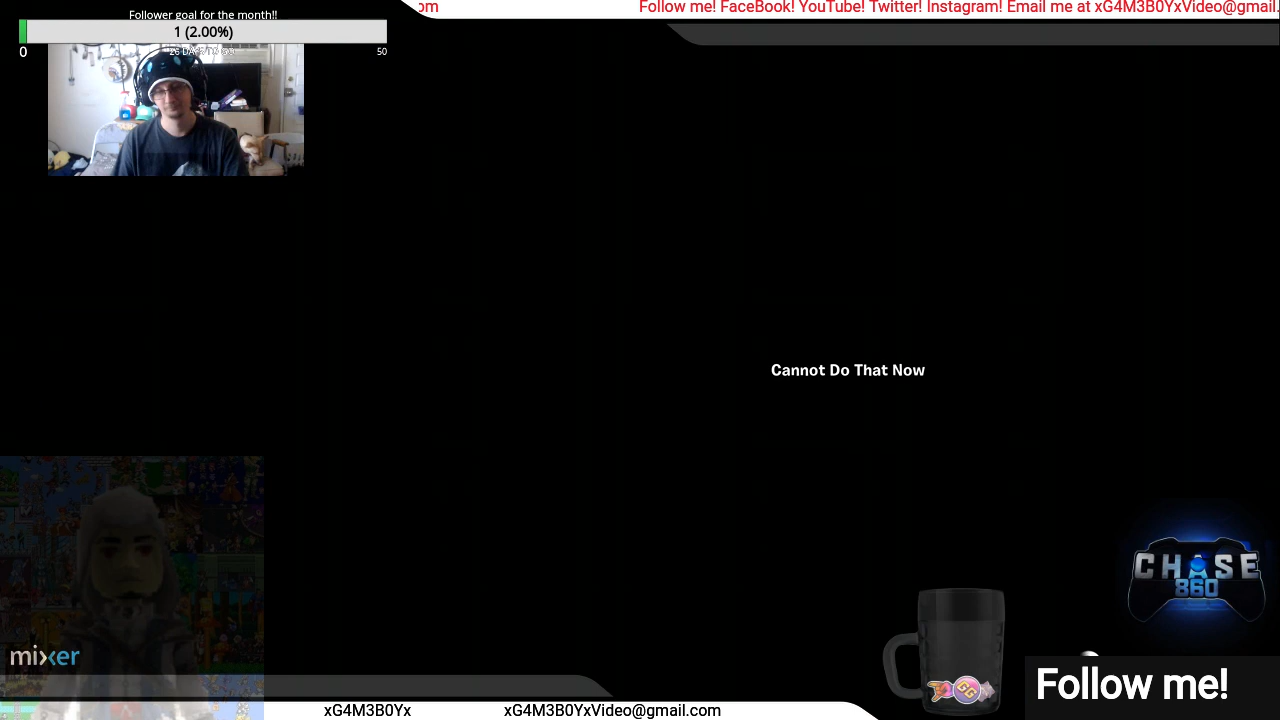 Follower goal for the month!!
1 (2.00%)
0
50
om
Follow me! FaceBook! YouTube! Twitter! Instagram! Email me at xG4M3B0YxVideo@gmail.
Cannot Do That Now
CHASE
860
GG
mixer
Follow me!
xG4M3B0Yx
xG4M3B0YxVideo@gmail.com